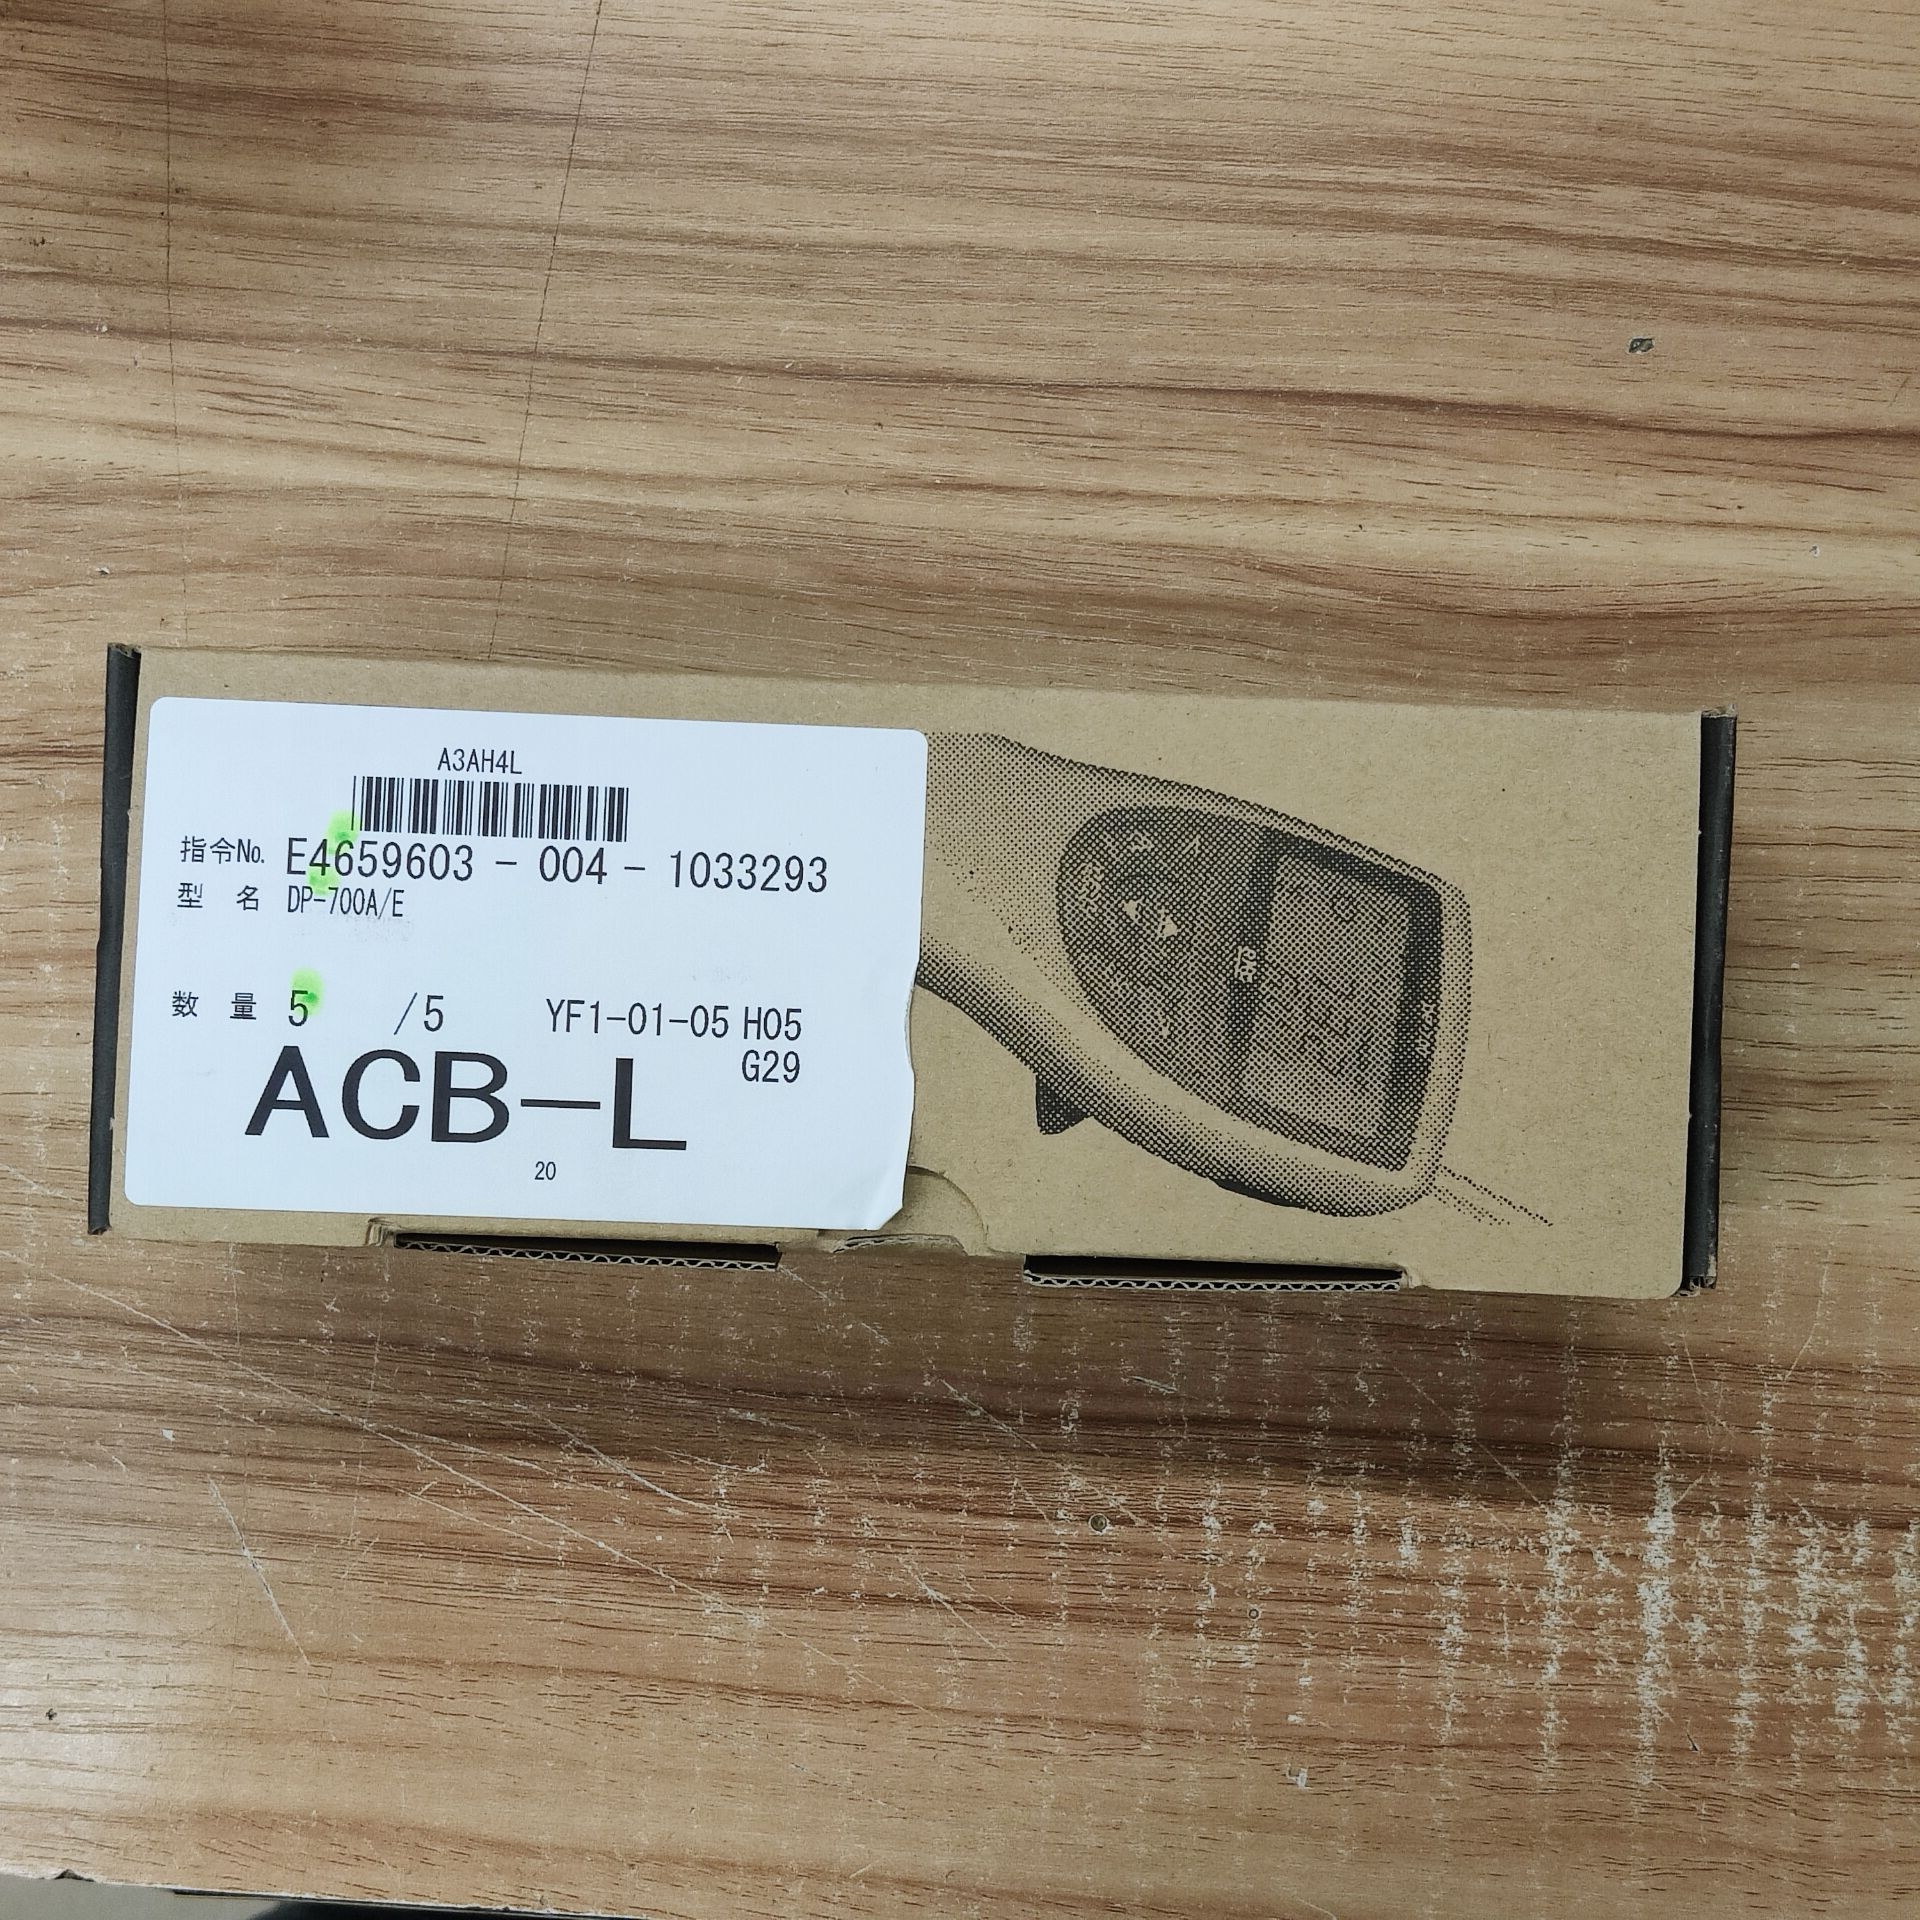 A3AH4L
指令No. E4659603 - 004 - 1033293
型 名 DP-700A/E
数 量 5 /5 YF1-01-05 H05
G29
ACB-L
20